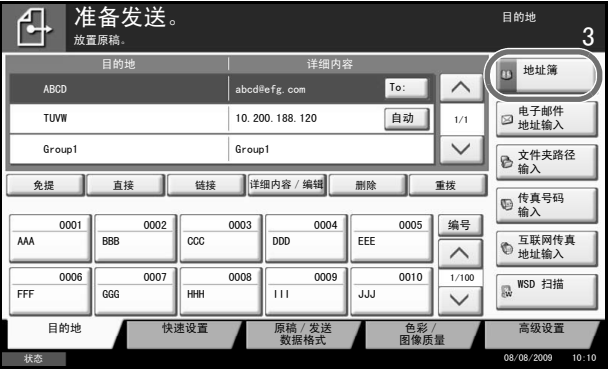 准备发送。
放置原稿。
目的地
3
目的地 详细内容
ABCD abcd@efg.com To:
TUVW 10.200.188.120 自动
Group1 Group1
1/1
地址簿
电子邮件
地址输入
文件夹路径
输入
传真号码
输入
互联网传真
地址输入
WSD 扫描
免提 直接 链接 详细内容 / 编辑 删除 重拨
0001 0002 0003 0004 0005 编号
AAA BBB CCC DDD EEE
0006 0007 0008 0009 0010 1/100
FFF GGG HHH III JJJ
目的地 快速设置 原稿 / 发送
数据格式 色彩 /
图像质量 高级设置
状态 08/08/2009 10:10